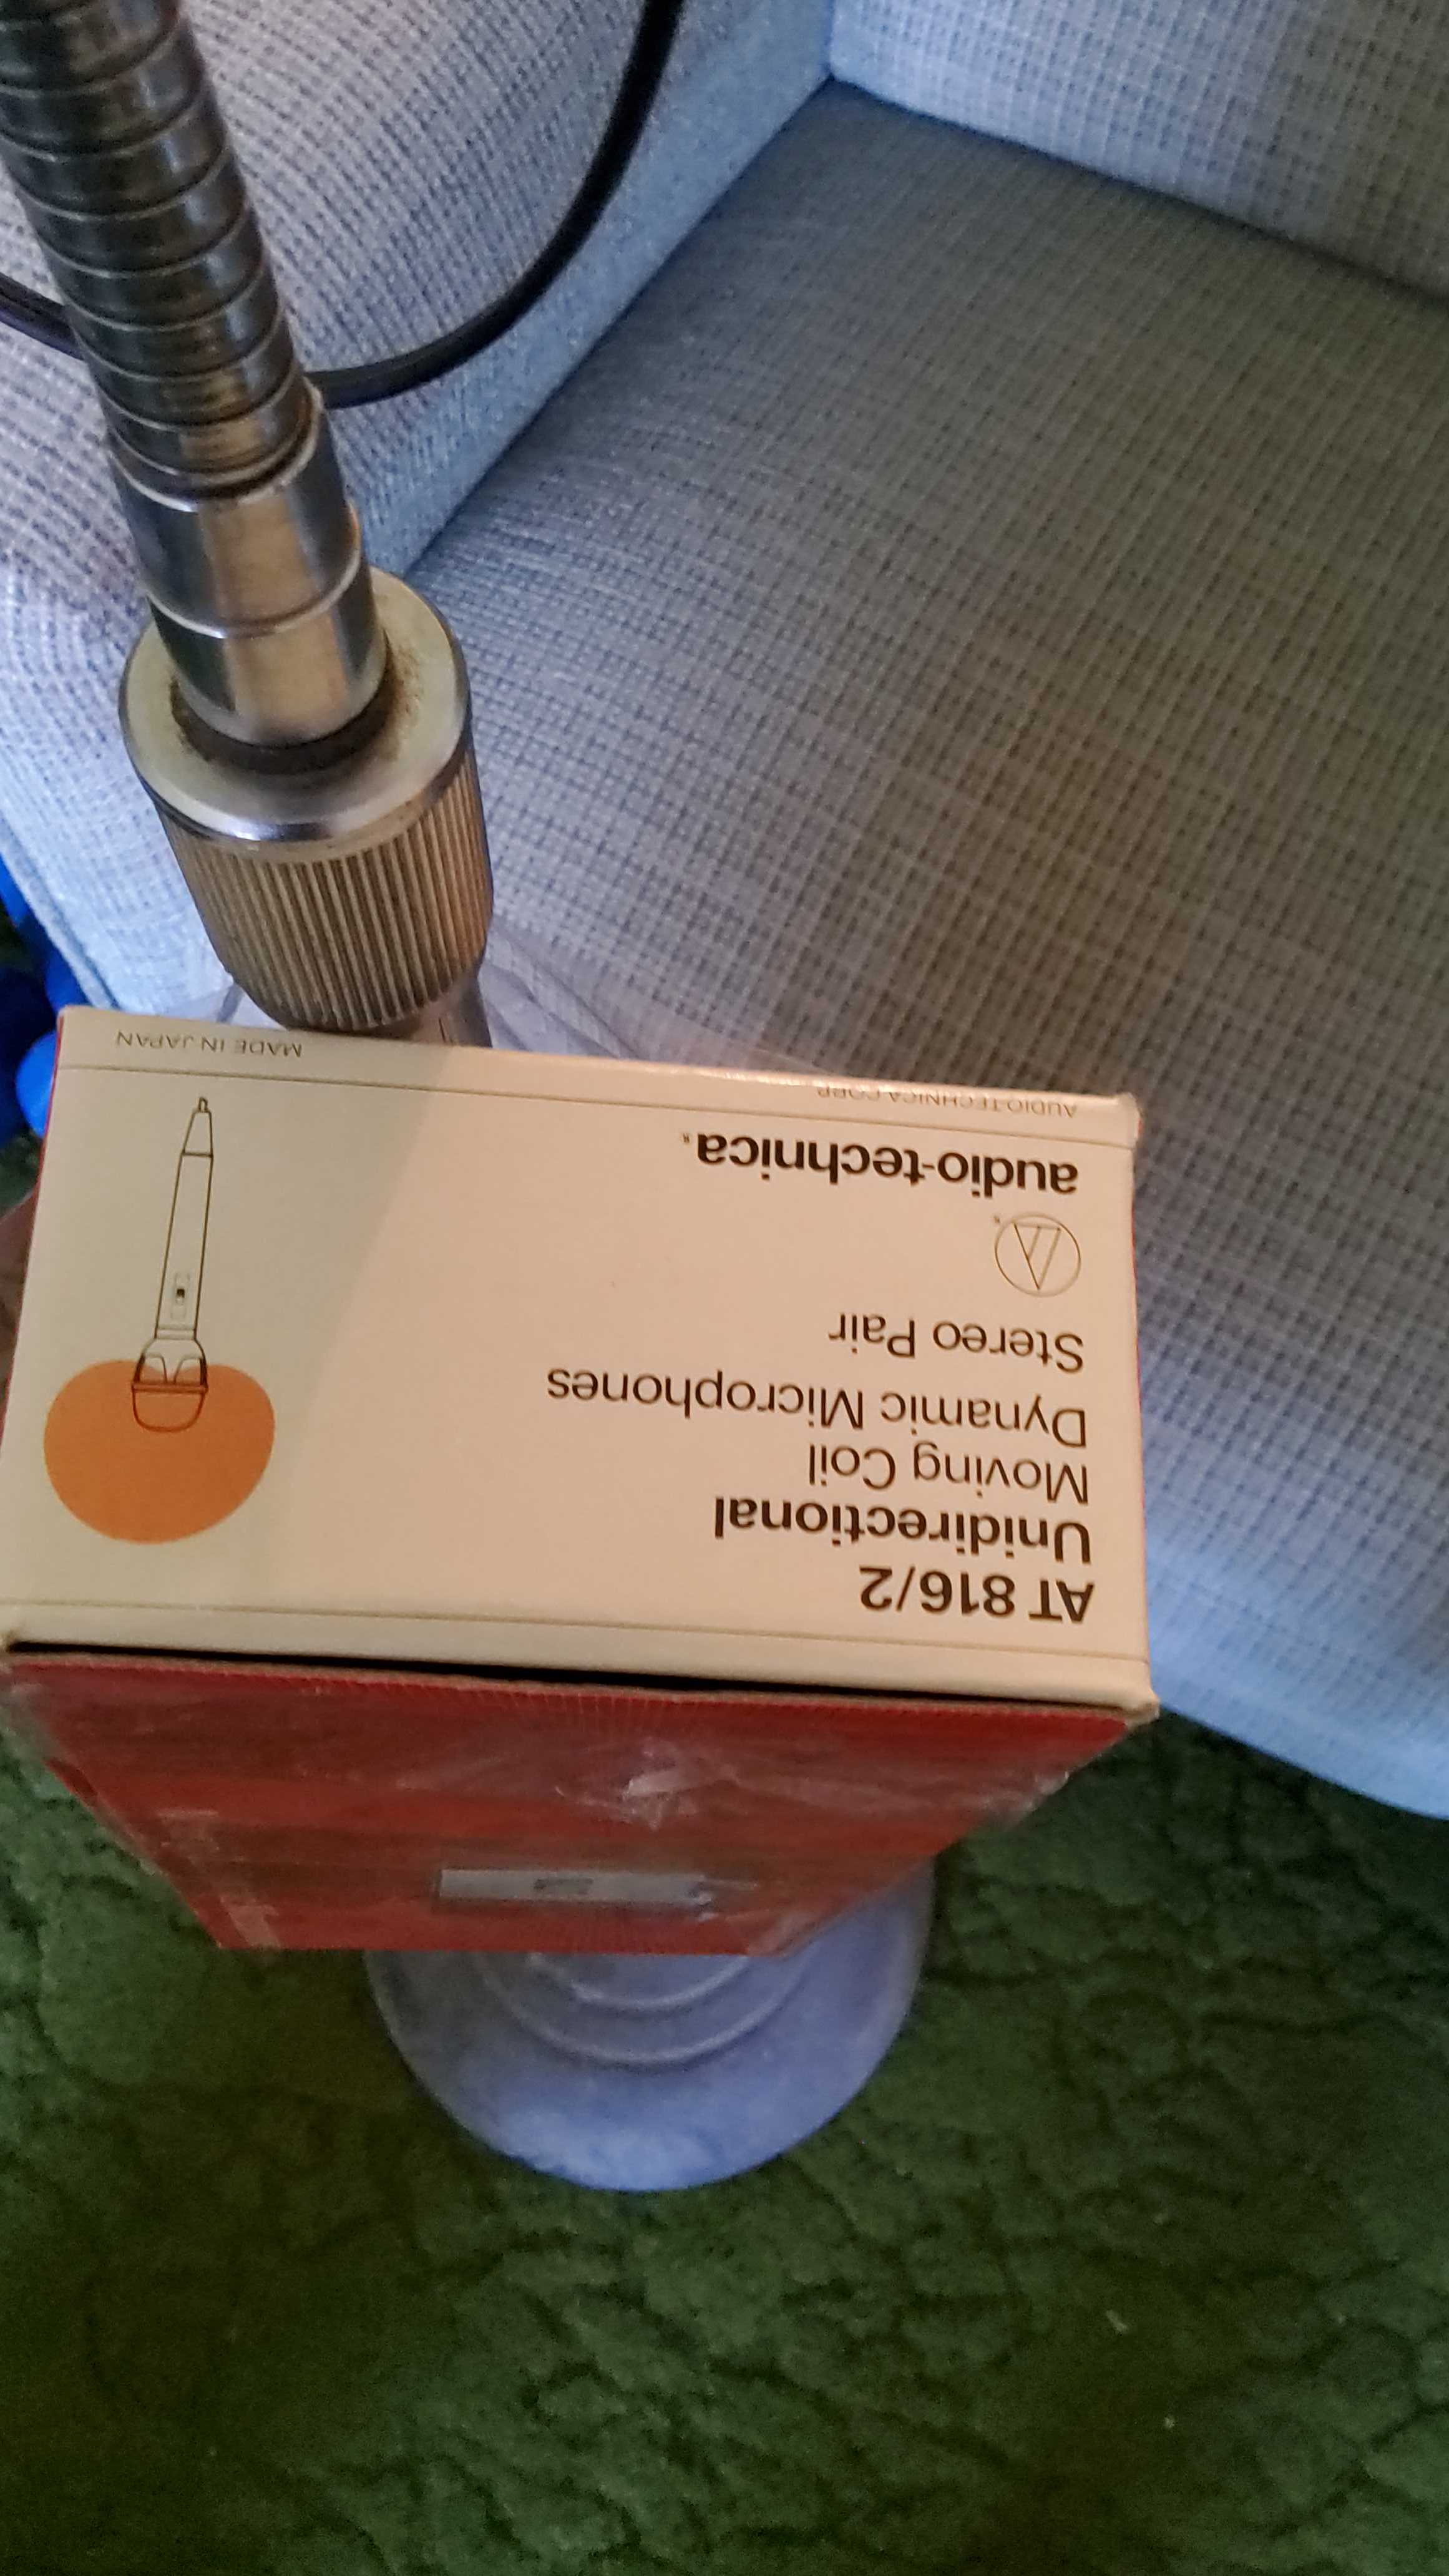 AT 816/2
Unidirectional
Moving Coil
Dynamic Microphones
Stereo Pair
audio-technica®
AUDIO-TECHNICA CORP.
MADE IN JAPAN